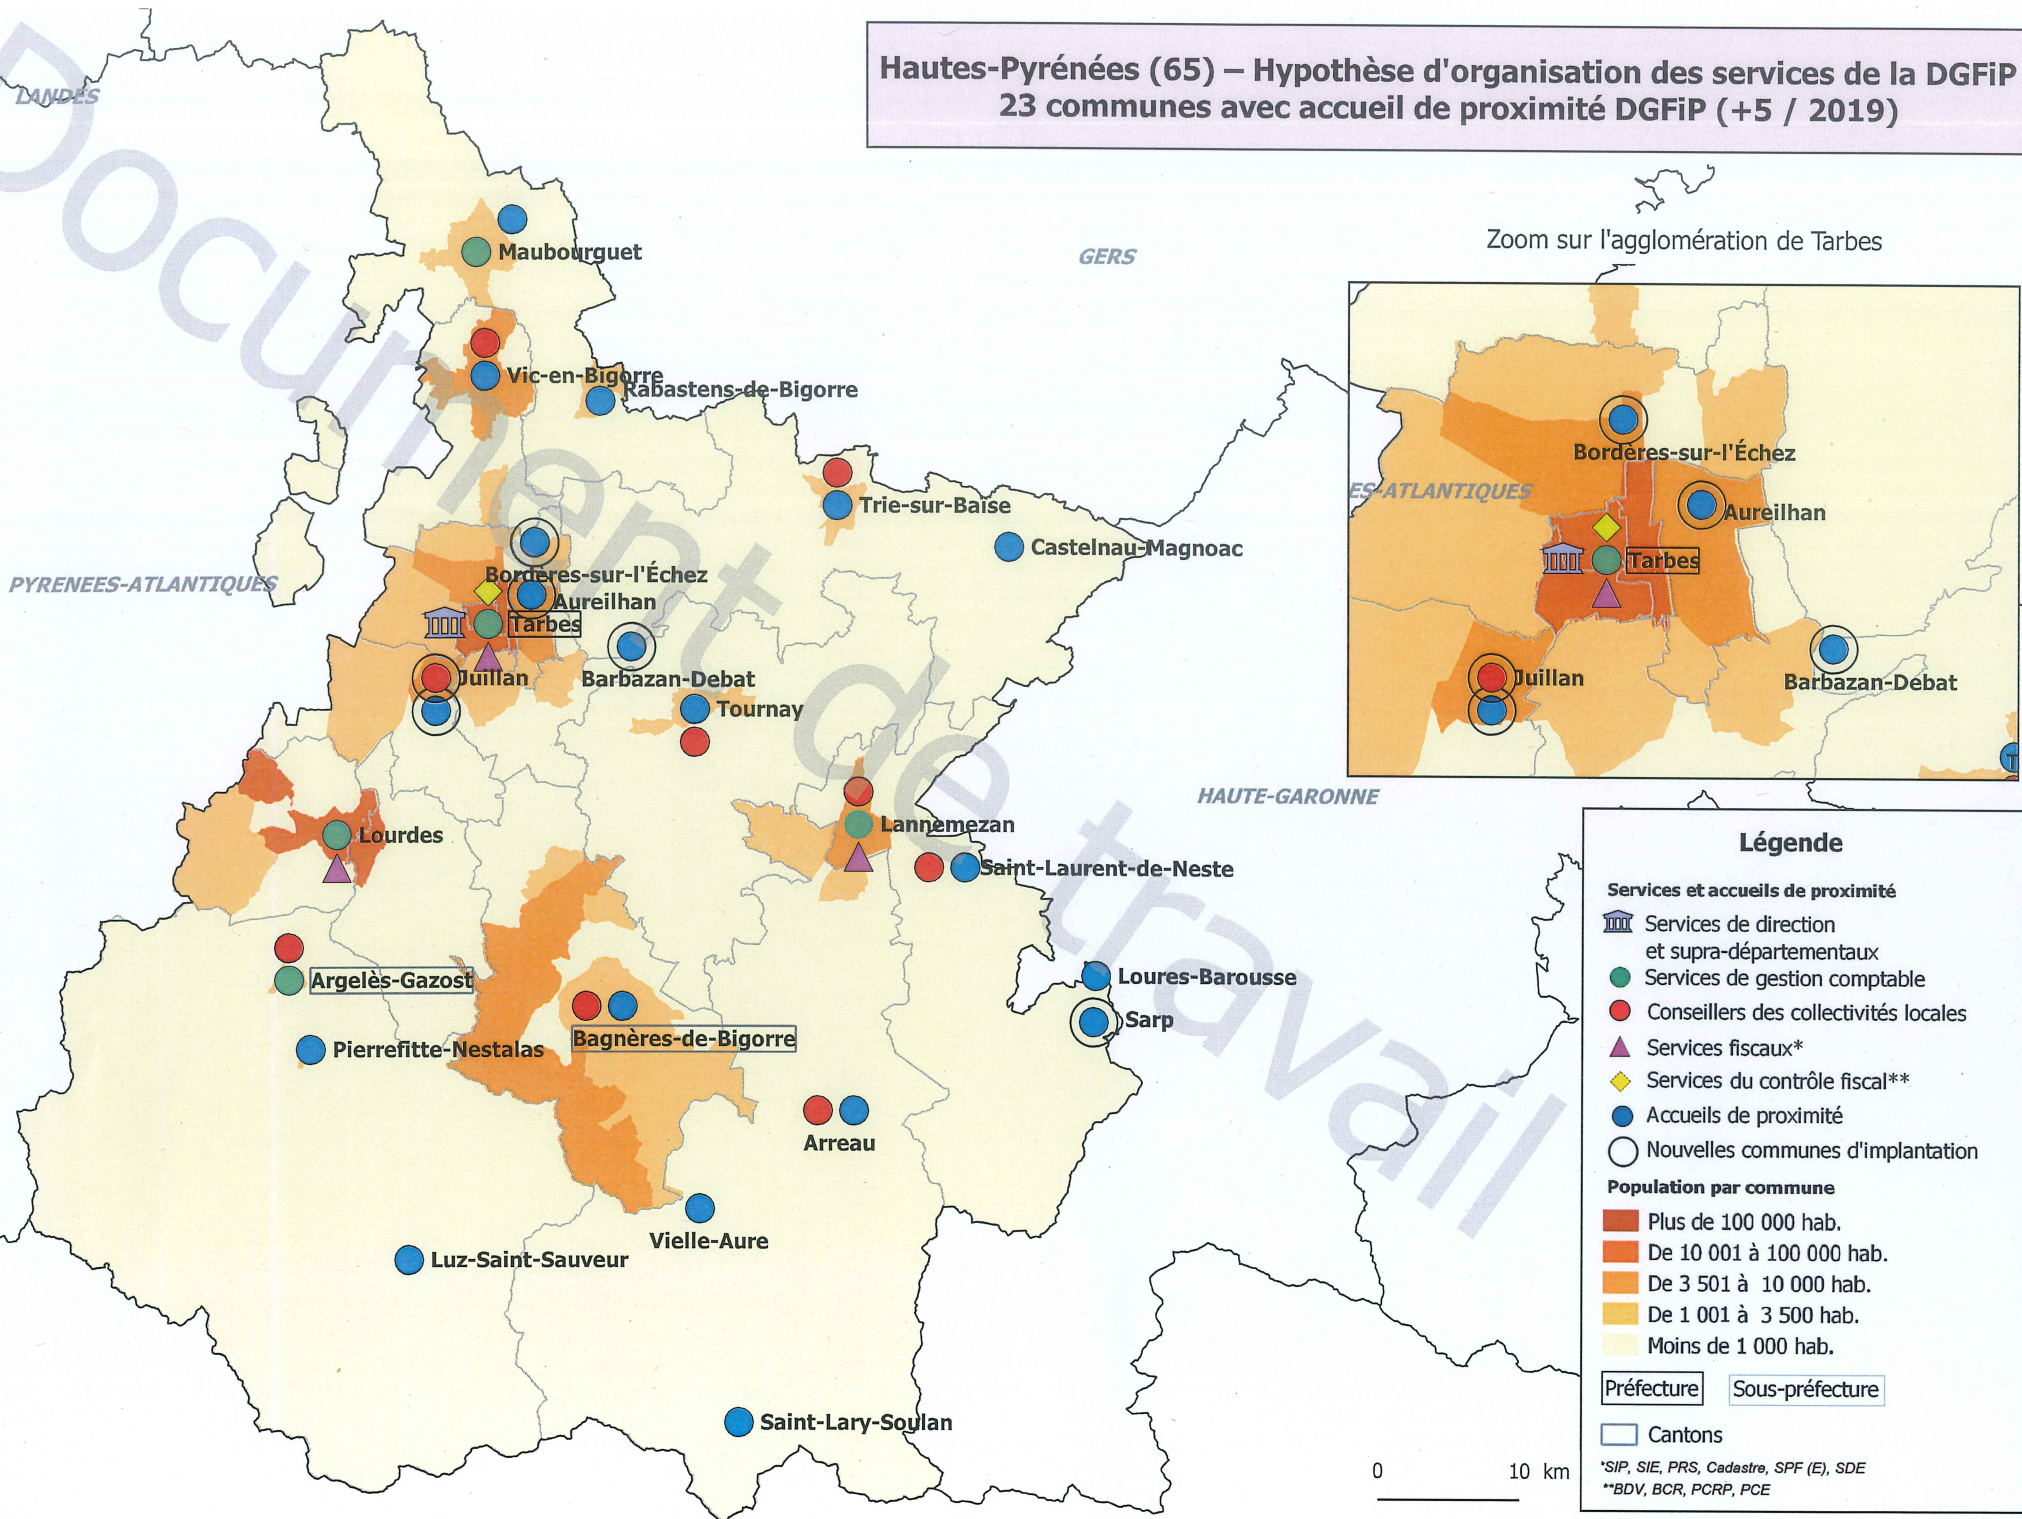 Hautes-Pyrénées (65) – Hypothèse d'organisation des services de la DGFiP
23 communes avec accueil de proximité DGFiP (+5 / 2019)
Document de travail
LANDES
GERS
PYRENEES-ATLANTIQUES
HAUTE-GARONNE
Maubourguet
Vic-en-Bigorre
Rabastens-de-Bigorre
Trie-sur-Baïse
Castelnau-Magnoac
Bordères-sur-l'Échez
Aureilhan
Tarbes
Juillan
Barbazan-Debat
Tournay
Lourdes
Lannemezan
Saint-Laurent-de-Neste
Argelès-Gazost
Loures-Barousse
Sarp
Bagnères-de-Bigorre
Pierrefitte-Nestalas
Arreau
Vielle-Aure
Luz-Saint-Sauveur
Saint-Lary-Soulan
Zoom sur l'agglomération de Tarbes
Bordères-sur-l'Échez
ES-ATLANTIQUES
Aureilhan
Tarbes
Juillan
Barbazan-Debat
T
Légende
Services et accueils de proximité
Services de direction
et supra-départementaux
Services de gestion comptable
Conseillers des collectivités locales
Services fiscaux*
Services du contrôle fiscal**
Accueils de proximité
Nouvelles communes d'implantation
Population par commune
Plus de 100 000 hab.
De 10 001 à 100 000 hab.
De 3 501 à 10 000 hab.
De 1 001 à 3 500 hab.
Moins de 1 000 hab.
Préfecture
Sous-préfecture
Cantons
*SIP, SIE, PRS, Cadastre, SPF (E), SDE
**BDV, BCR, PCRP, PCE
0 10 km